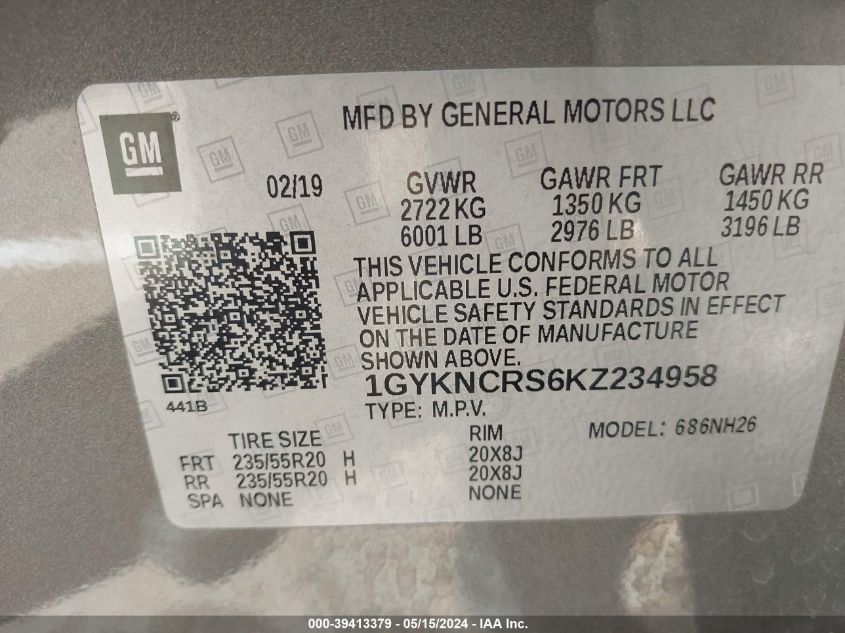 GM
MFD BY GENERAL MOTORS LLC
02/19
GVWR GAWR FRT GAWR RR
2722 KG 1350 KG 1450 KG
6001 LB 2976 LB 3196 LB
THIS VEHICLE CONFORMS TO ALL
APPLICABLE U.S. FEDERAL MOTOR
VEHICLE SAFETY STANDARDS IN EFFECT
ON THE DATE OF MANUFACTURE
SHOWN ABOVE.
1GYKNCRS6KZ234958
441B
TYPE: M.P.V.
TIRE SIZE RIM MODEL: 686NH26
FRT 235/55R20 H 20X8J
RR 235/55R20 H 20X8J
SPA NONE NONE
000-39413379 - 05/15/2024 - IAA Inc.